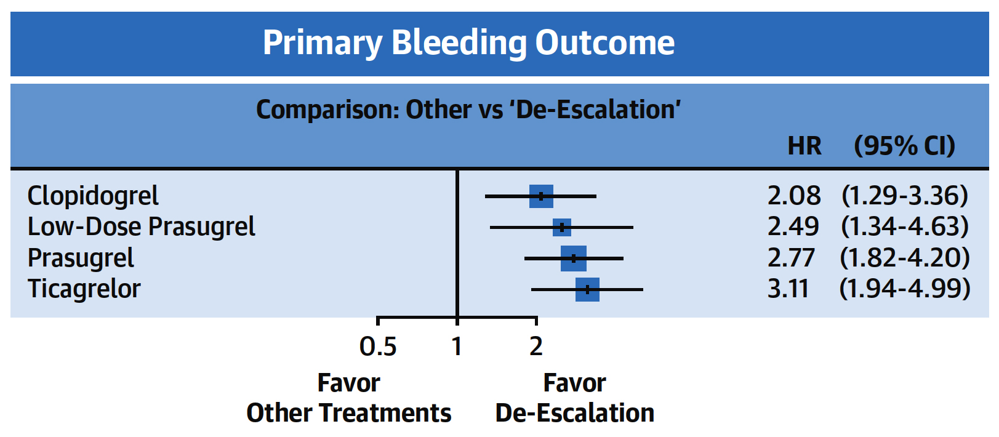 Primary Bleeding Outcome
Comparison: Other vs ‘De-Escalation’
HR (95% CI)
Clopidogrel 2.08 (1.29-3.36)
Low-Dose Prasugrel 2.49 (1.34-4.63)
Prasugrel 2.77 (1.82-4.20)
Ticagrelor 3.11 (1.94-4.99)
0.5 1 2
Favor Favor
Other Treatments De-Escalation